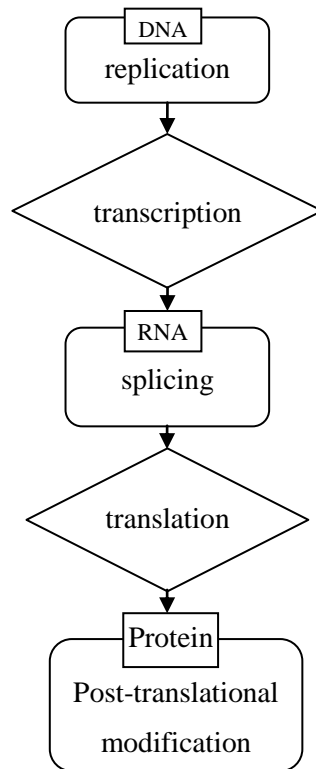 DNA
replication
transcription
RNA
splicing
translation
Protein
Post-translational
modification